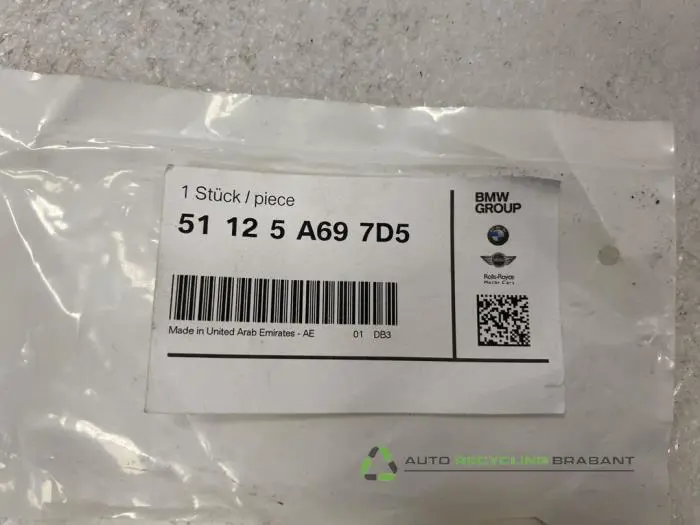 1 Stück / piece
51 12 5 A69 7D5
Made in United Arab Emirates - AE 01 DB3
BMW
GROUP
Rolls-Royce
Motor Cars
AUTO RECYCLING BRABANT